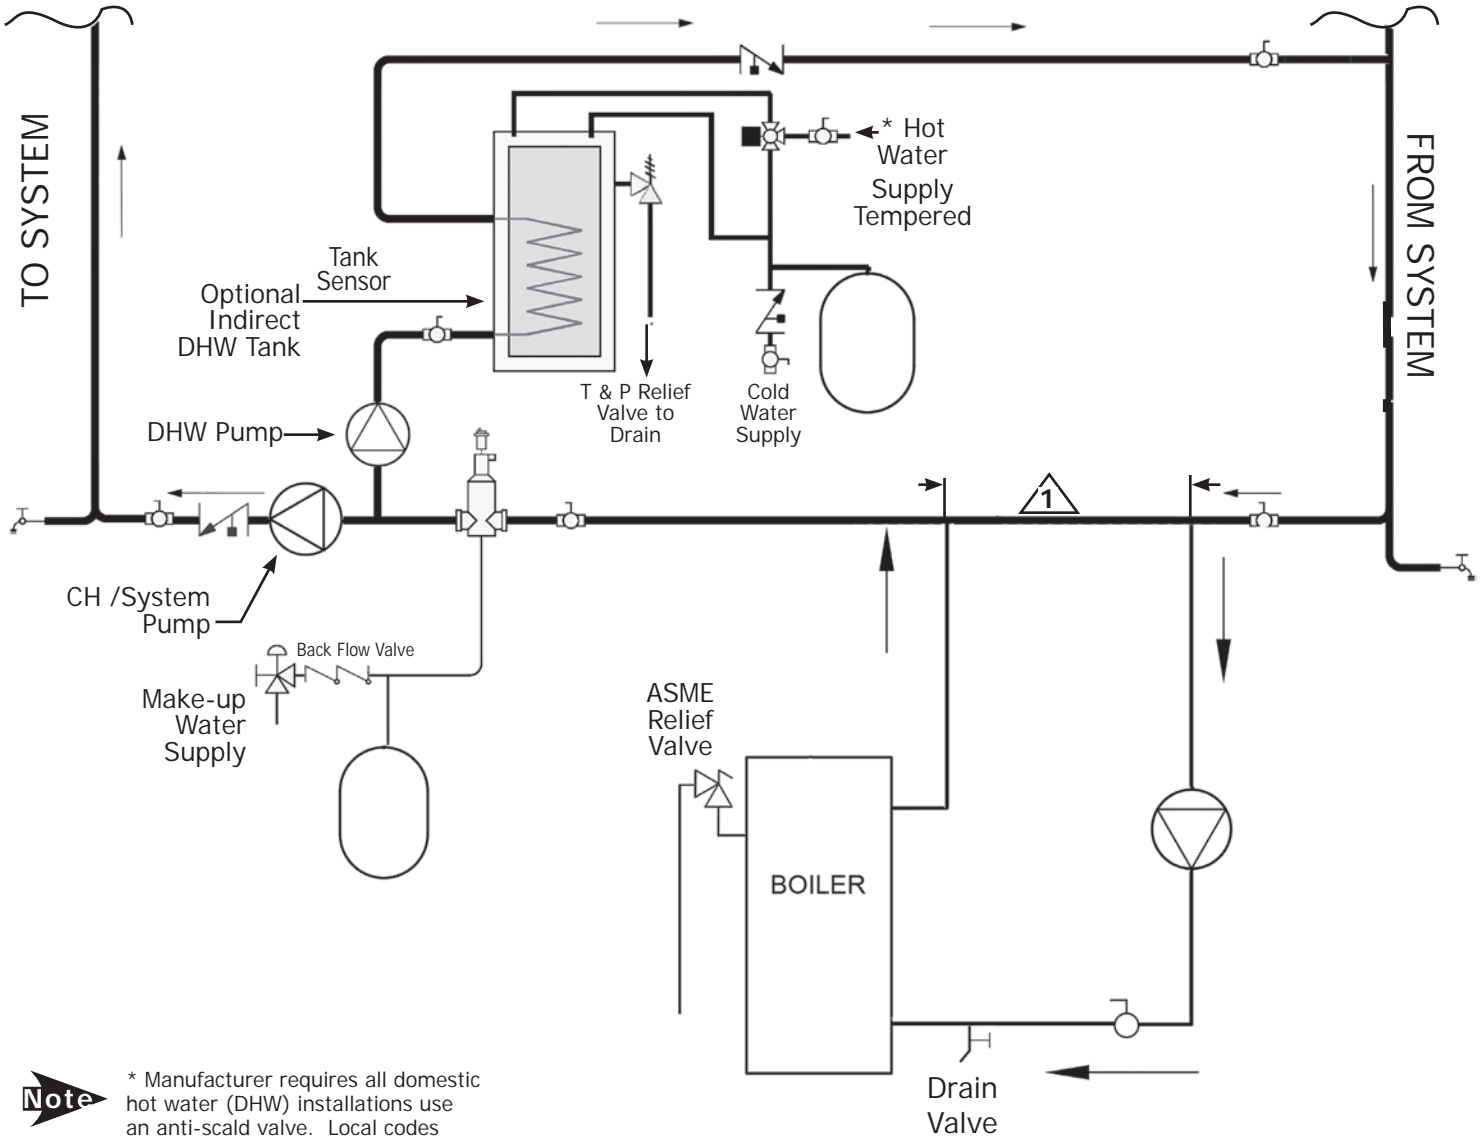 TO SYSTEM
FROM SYSTEM
* Hot
Water
Supply
Tempered
Tank
Sensor
Optional
Indirect
DHW Tank
T & P Relief
Valve to
Drain
Cold
Water
Supply
DHW Pump
1
CH /System
Pump
Back Flow Valve
Make-up
Water
Supply
ASME
Relief
Valve
BOILER
Drain
Valve
Note
* Manufacturer requires all domestic
hot water (DHW) installations use
an anti-scald valve. Local codes